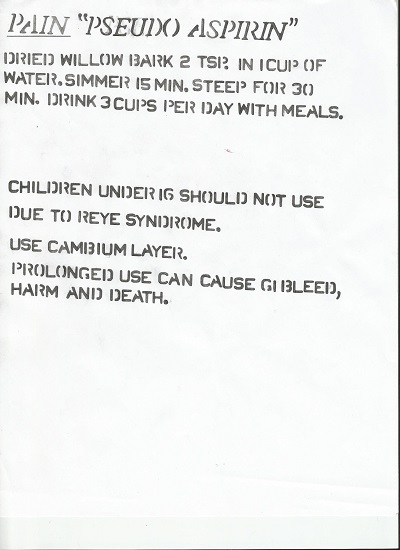 PAIN "PSEUDO ASPIRIN"
DRIED WILLOW BARK 2 TSP. IN 1 CUP OF
WATER. SIMMER 15 MIN. STEEP FOR 30
MIN. DRINK 3 CUPS PER DAY WITH MEALS.
CHILDREN UNDER 16 SHOULD NOT USE
DUE TO REYE SYNDROME.
USE CAMBIUM LAYER.
PROLONGED USE CAN CAUSE GI BLEED,
HARM AND DEATH.